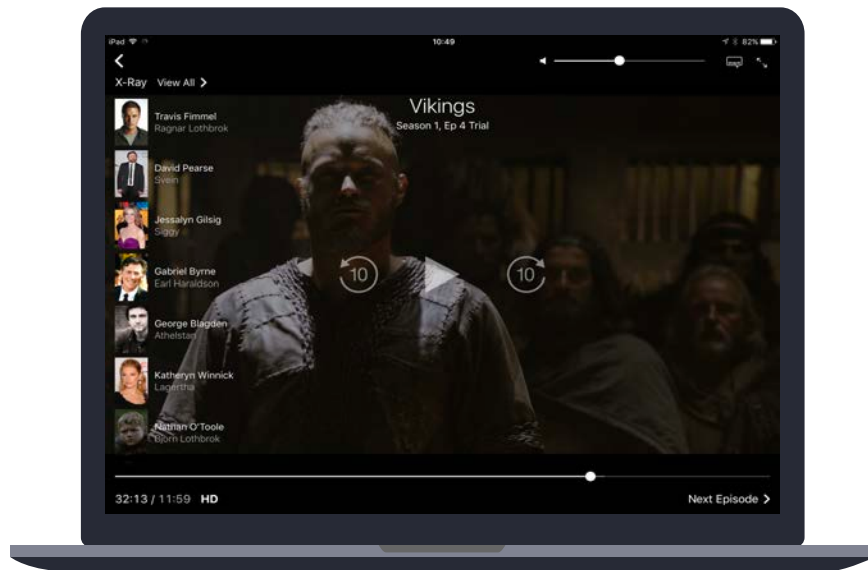 iPad
10:49
82%
X-Ray View All
Vikings
Season 1, Ep 4 Trial
Travis Fimmel
Ragnar Lothbrok
David Pearse
Svein
Jessalyn Gilsig
Siggy
Gabriel Byrne
Earl Haraldson
George Blagden
Athelstan
Katheryn Winnick
Lagertha
Nathan O'Toole
Bjorn Lothbrok
10
10
32:13 / 11:59 HD
Next Episode